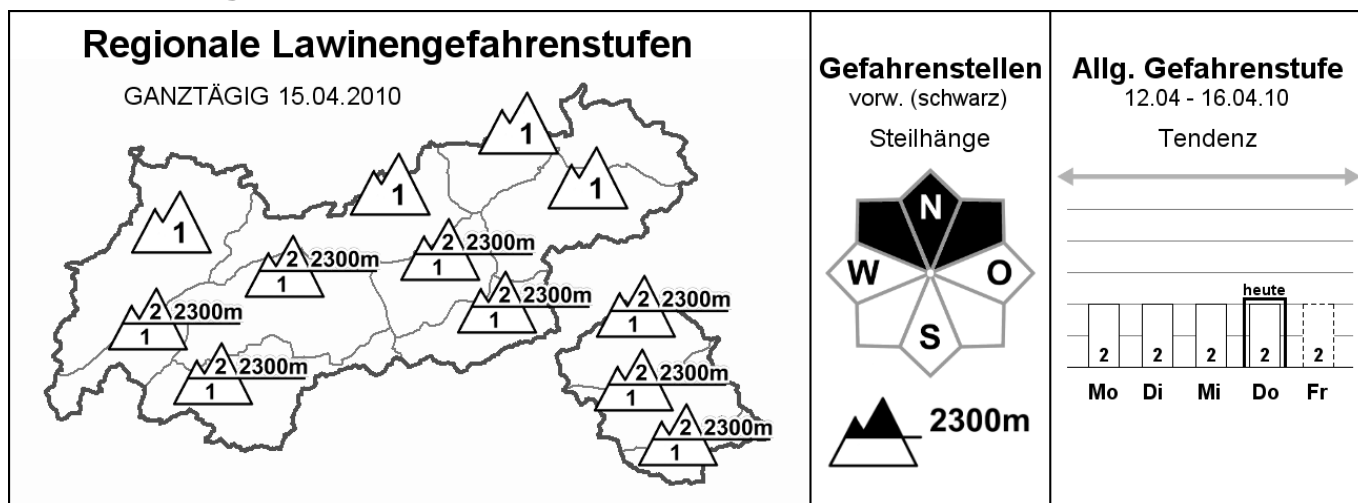 Regionale Lawinengefahrenstufen
GANZTÄGIG 15.04.2010
1
1
1
1
2 2300m
1
2 2300m
1
2 2300m
1
2 2300m
1
2 2300m
1
2 2300m
1
2 2300m
1
2 2300m
1
Gefahrenstellen
vorw. (schwarz)
Steilhänge
N
W O
S
2300m
Allg. Gefahrenstufe
12.04 - 16.04.10
Tendenz
heute
2 2 2 2 2
Mo Di Mi Do Fr